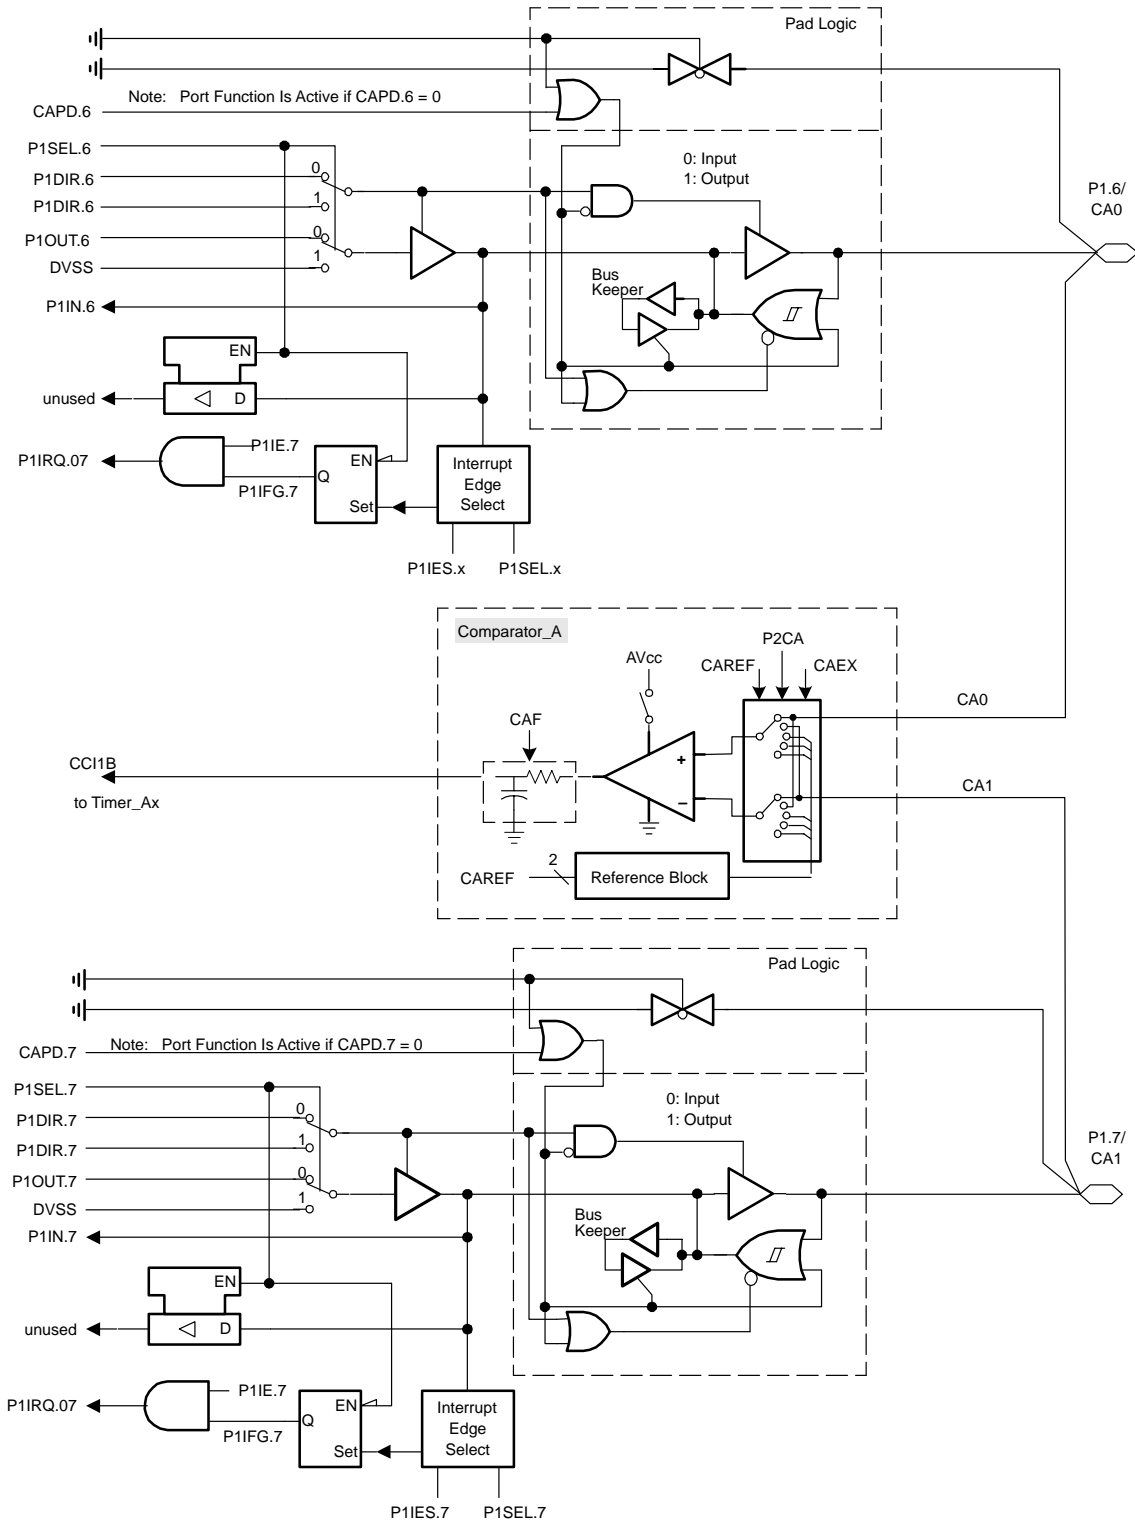 Pad Logic
Note: Port Function Is Active if CAPD.6 = 0
CAPD.6
P1SEL.6
0
P1DIR.6
1
P1DIR.6
0
P1OUT.6
1
DVSS
P1IN.6
0: Input
1: Output
P1.6/
CA0
Bus
Keeper
EN
unused
D
P1IE.7
P1IRQ.07
P1IFG.7
EN
Q
Set
Interrupt
Edge
Select
P1IES.x P1SEL.x
Comparator_A
P2CA
AVcc
CAREF
CAEX
CA0
CAF
+
−
CCI1B
to Timer_Ax
CA1
CAREF
2
Reference Block
Pad Logic
Note: Port Function Is Active if CAPD.7 = 0
CAPD.7
P1SEL.7
0
P1DIR.7
1
P1DIR.7
0
P1OUT.7
1
DVSS
P1IN.7
0: Input
1: Output
P1.7/
CA1
Bus
Keeper
EN
unused
D
P1IE.7
P1IRQ.07
P1IFG.7
EN
Q
Set
Interrupt
Edge
Select
P1IES.7 P1SEL.7